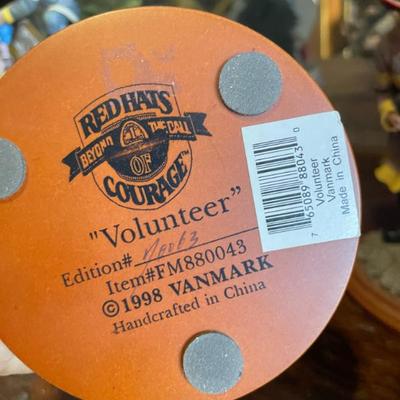 RED HATS
BEYOND THE CALL
OF
COURAGE™
"Volunteer"
Edition#
Item#FM880043
©1998 VANMARK
Handcrafted in China
7 65089 88043 0
Volunteer
Vanmark
Made in China